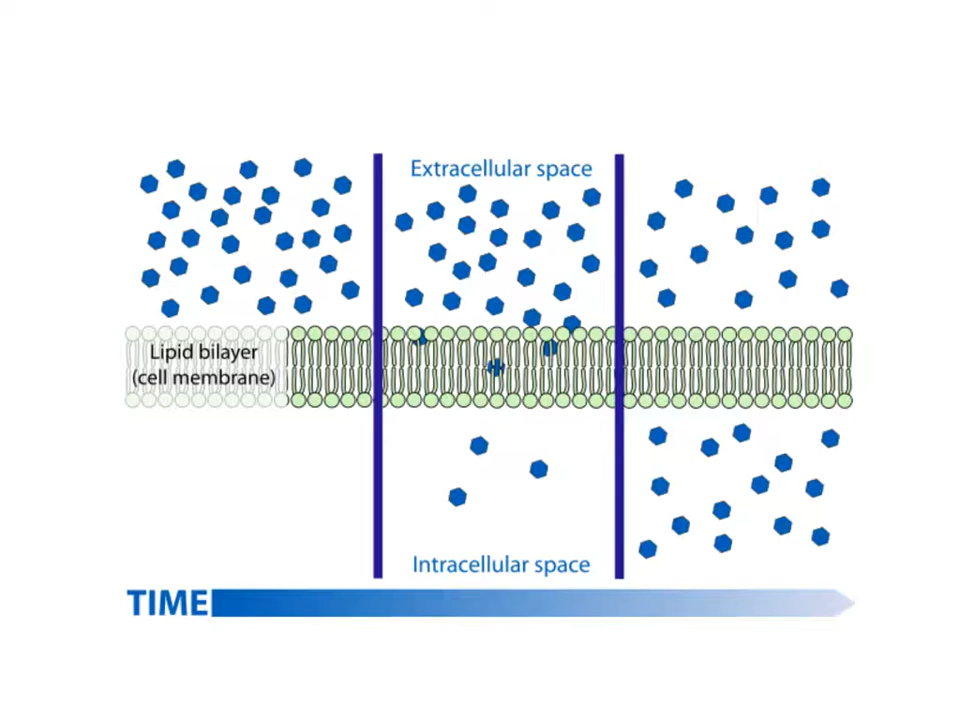 Extracellular space
Lipid bilayer
(cell membrane)
Intracellular space
TIME